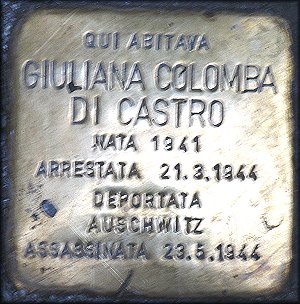 QUI ABITAVA
GIULIANA COLOMBA
DI CASTRO
NATA 1941
ARRESTATA 21.3.1944
DEPORTATA
AUSCHWITZ
ASSASSINATA 23.5.1944